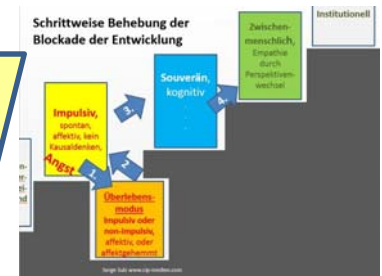 Schrittweise Behebung der
Blockade der Entwicklung
Institutionell
Zwischen-
menschlich,
Empathie
durch
Perspektiven-
wechsel
4.
Souverän,
kognitiv
3.
Impulsiv,
spontan,
affektiv, kein
Kausaldenken,
Angst
1.
2.
Überlebens-
modus
Impulsiv oder
non-impulsiv,
affektiv, oder
affektgehemmt